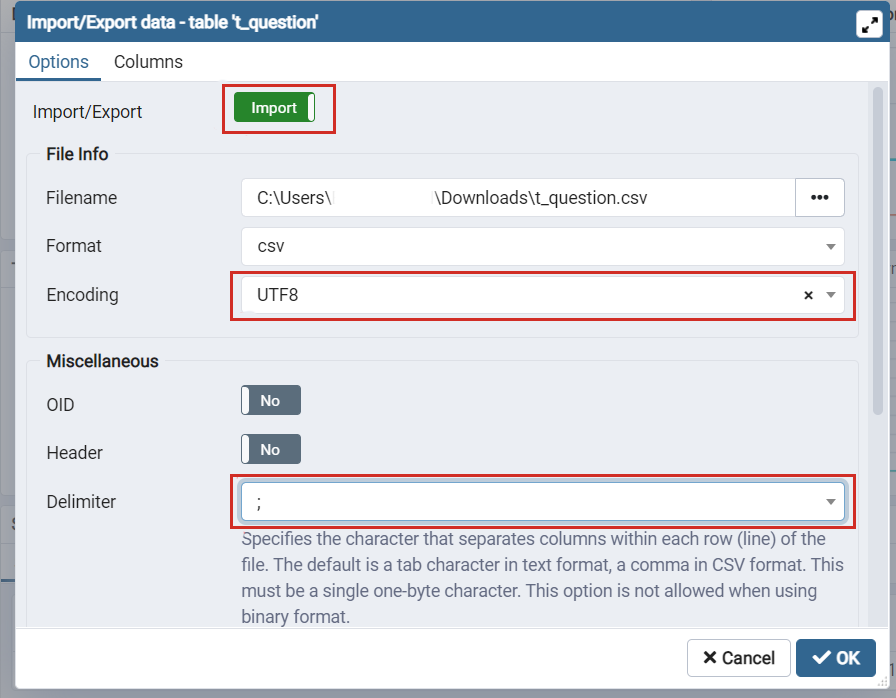 Import/Export data - table 't_question'
Options Columns
Import/Export Import
File Info
Filename C:\Users\ \Downloads\t_question.csv •••
Format csv
Encoding UTF8 ×
Miscellaneous
OID No
Header No
Delimiter ;
Specifies the character that separates columns within each row (line) of the
file. The default is a tab character in text format, a comma in CSV format. This
must be a single one-byte character. This option is not allowed when using
binary format.
Cancel OK